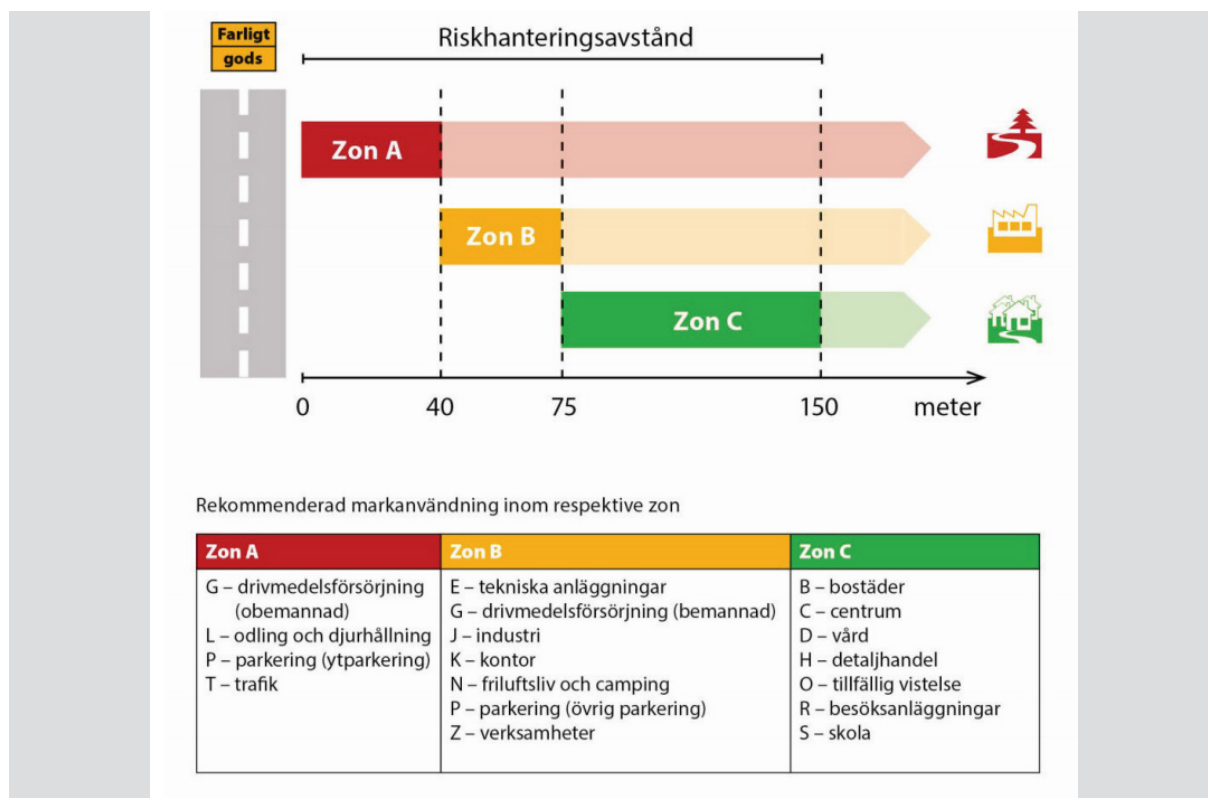 Farligt
gods
Riskhanteringsavstånd
Zon A
Zon B
Zon C
0 40 75 150 meter
Rekommenderad markanvändning inom respektive zon
Zon A
G – drivmedelsförsörjning
(obemannad)
L – odling och djurhållning
P – parkering (ytparkering)
T – trafik
Zon B
E – tekniska anläggningar
G – drivmedelsförsörjning (bemannad)
J – industri
K – kontor
N – friluftsliv och camping
P – parkering (övrig parkering)
Z – verksamheter
Zon C
B – bostäder
C – centrum
D – vård
H – detaljhandel
O – tillfällig vistelse
R – besöksanläggningar
S – skola